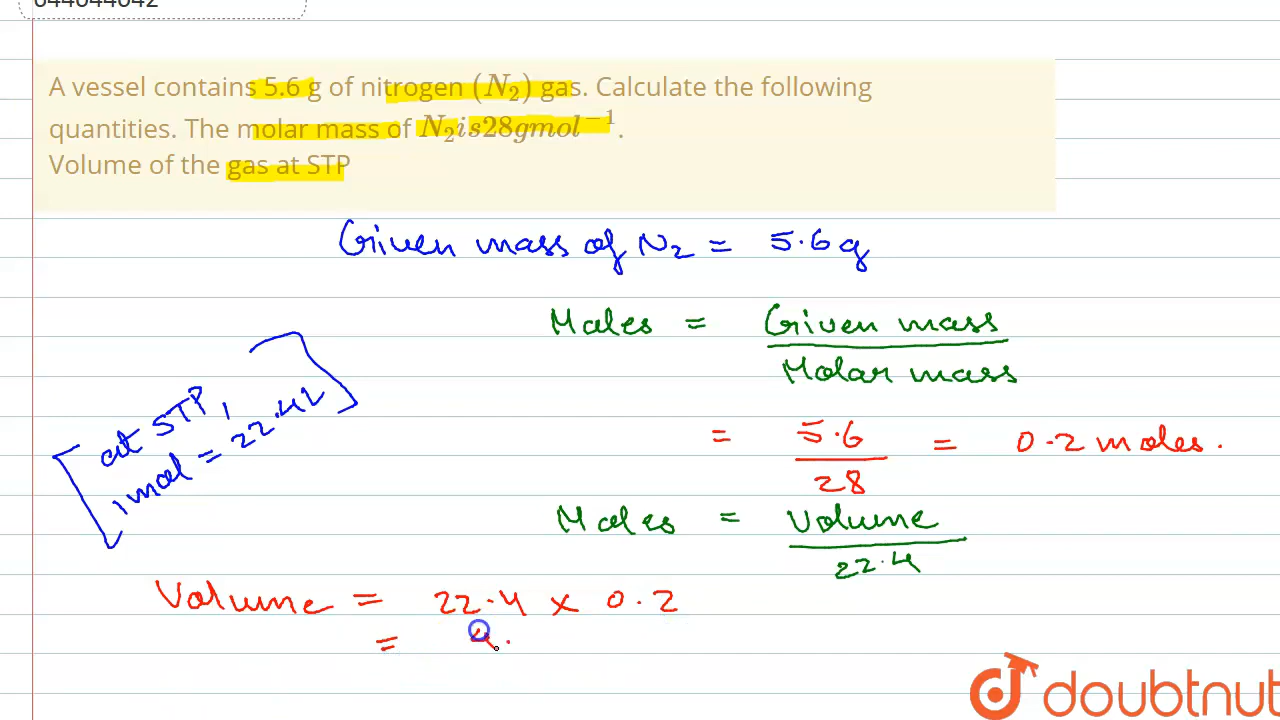 A vessel contains 5.6 g of nitrogen (N₂) gas. Calculate the following
quantities. The molar mass of N₂is28gmol⁻¹.
Volume of the gas at STP
Given mass of N₂ = 5.6 g
Moles = Given mass
Molar mass
at STP,
1 mol = 22.4L
= 5.6 = 0.2 moles.
28
Moles = Volume
22.4
Volume = 22.4 × 0.2
= 4.
doubtnut